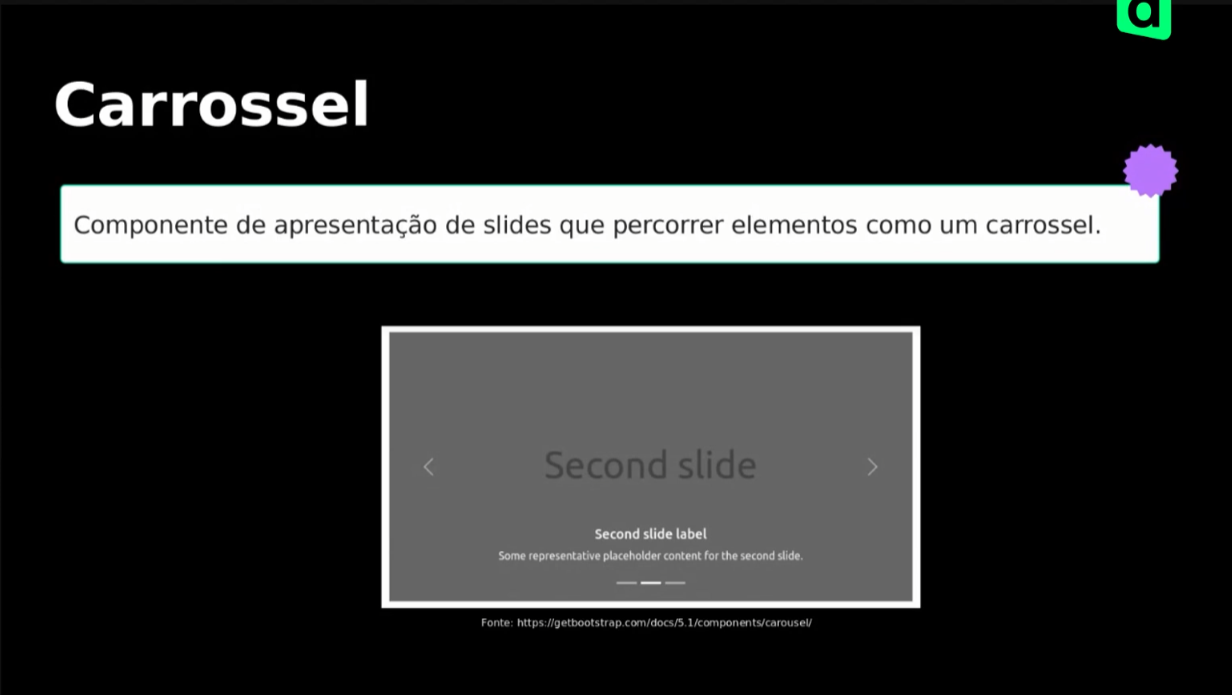 a
Carrossel
Componente de apresentação de slides que percorrer elementos como um carrossel.
Second slide
Second slide label
Some representative placeholder content for the second slide.
Fonte: https://getbootstrap.com/docs/5.1/components/carousel/